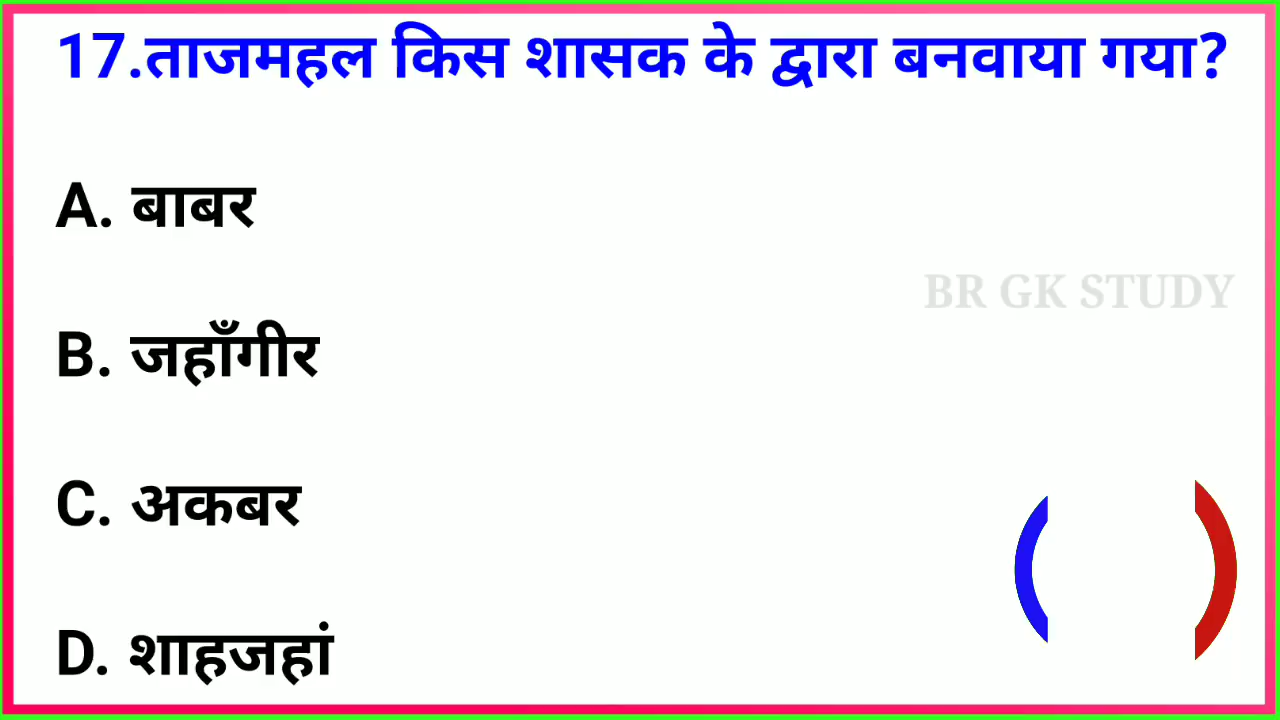 17.ताजमहल किस शासक के द्वारा बनवाया गया?
A. बाबर
BR GK STUDY
B. जहाँगीर
C. अकबर
D. शाहजहां